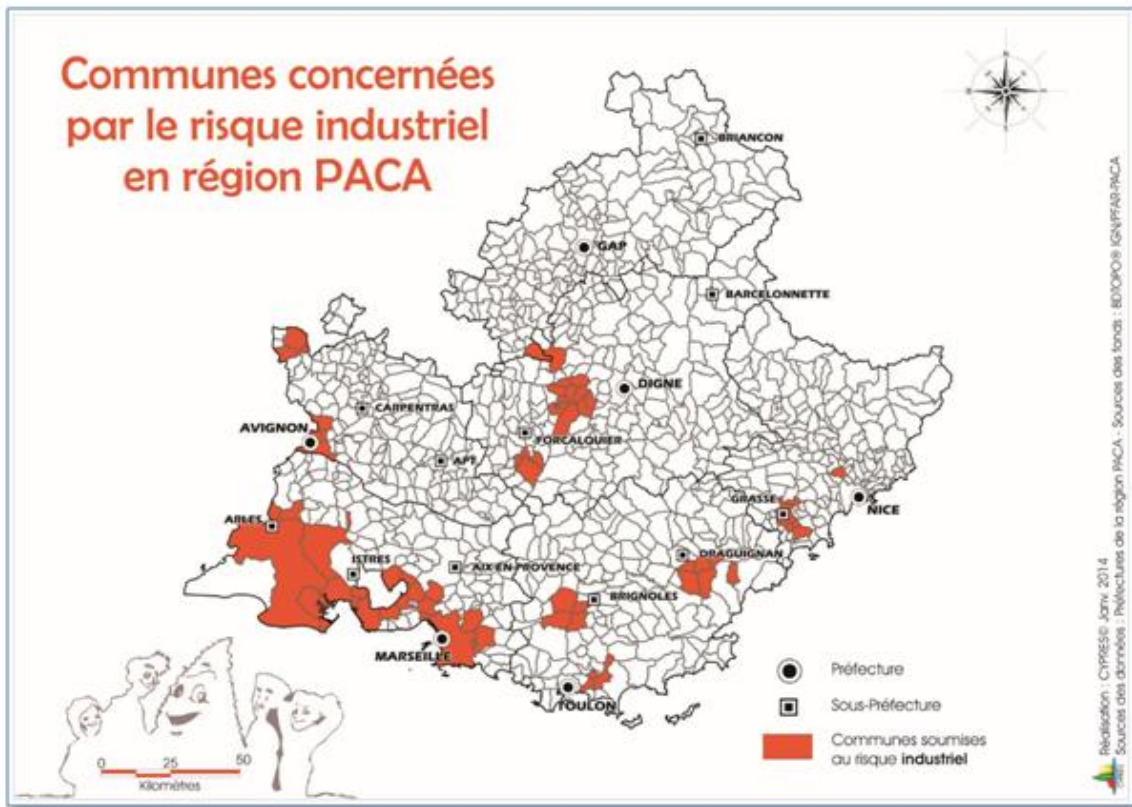 Communes concernées
par le risque industriel
en région PACA
BRIANÇON
GAP
BARCELONNETTE
DIGNE
CARPENTRAS
AVIGNON
FORCALQUIER
APT
GRASSE
NICE
ARLES
ISTRES
AIX-EN-PROVENCE
DRAGUIGNAN
BRIGNOLES
MARSEILLE
TOULON
Préfecture
Sous-Préfecture
Communes soumises
au risque industriel
0 25 50
Kilomètres
Réalisation : CYPRES© Janv. 2014
Sources des données : Préfectures de la région PACA - Sources des fonds : BDTOPO® IGN/PFAR-PACA